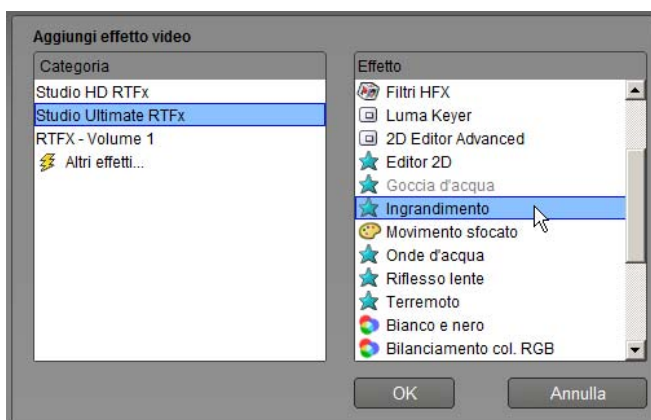 Aggiungi effetto video
Categoria
Studio HD RTFx
Studio Ultimate RTFx
RTFX - Volume 1
Altri effetti...
Effetto
Filtri HFX
Luma Keyer
2D Editor Advanced
Editor 2D
Goccia d'acqua
Ingrandimento
Movimento sfocato
Onde d'acqua
Riflesso lente
Terremoto
Bianco e nero
Bilanciamento col. RGB
OK
Annulla